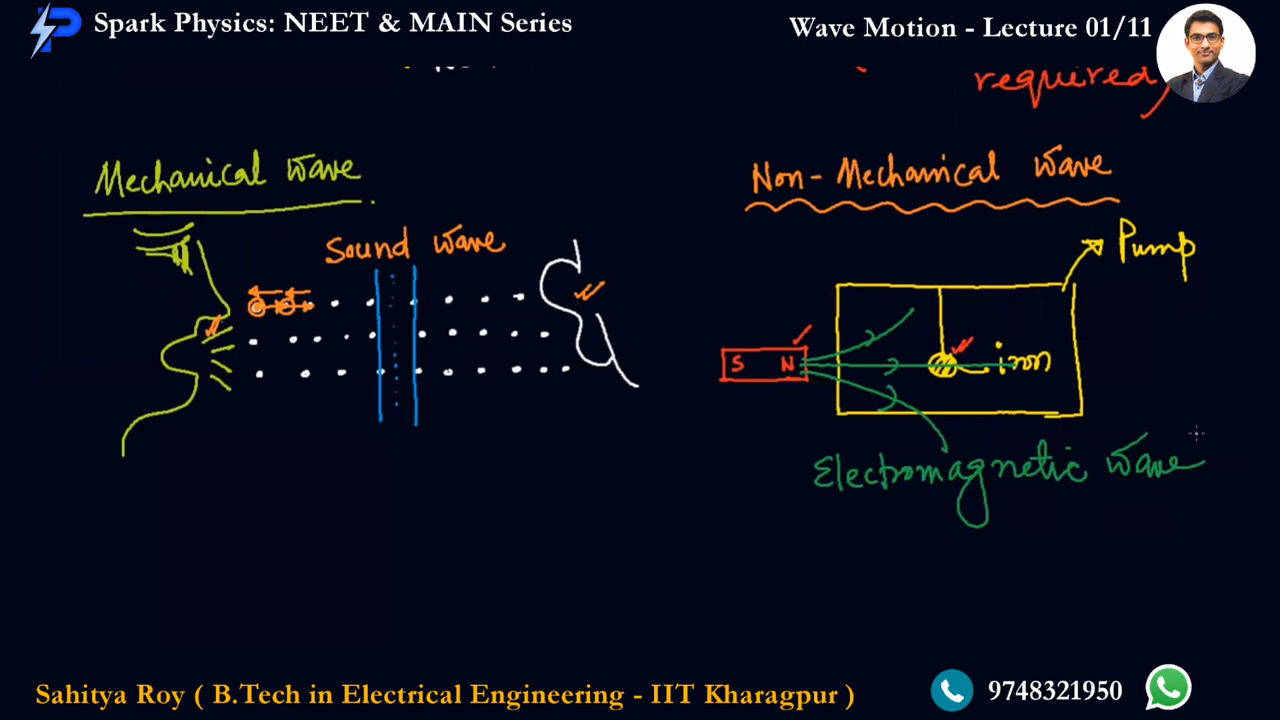 Spark Physics: NEET & MAIN Series
Wave Motion - Lecture 01/11
required)
Mechanical wave
Non-Mechanical wave
Sound wave
Pump
S N
iron
Electromagnetic wave
Sahitya Roy ( B.Tech in Electrical Engineering - IIT Kharagpur )
9748321950